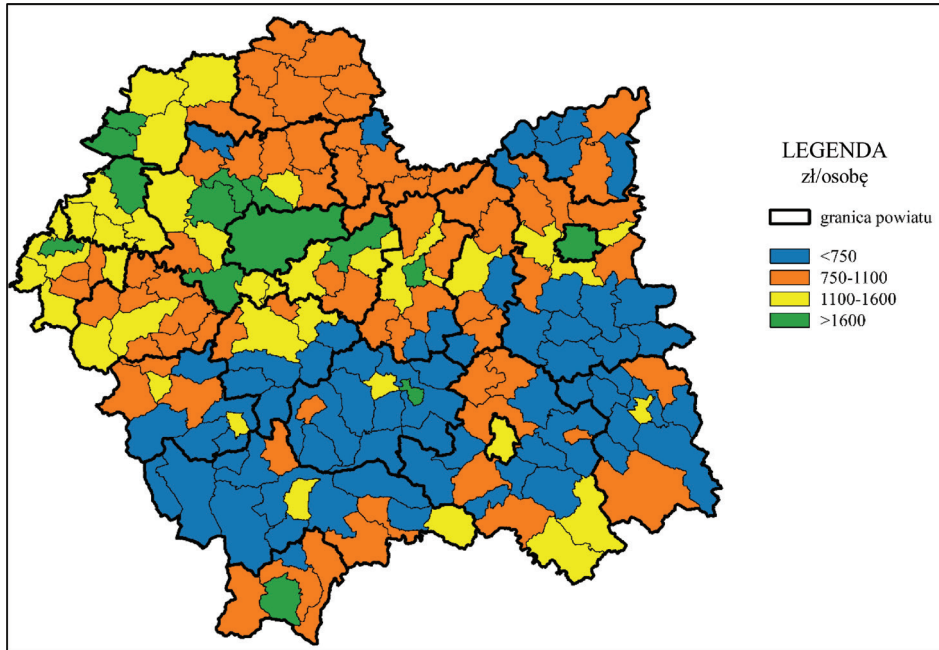 LEGENDA
zł/osobę
granica powiatu
<750
750-1100
1100-1600
>1600